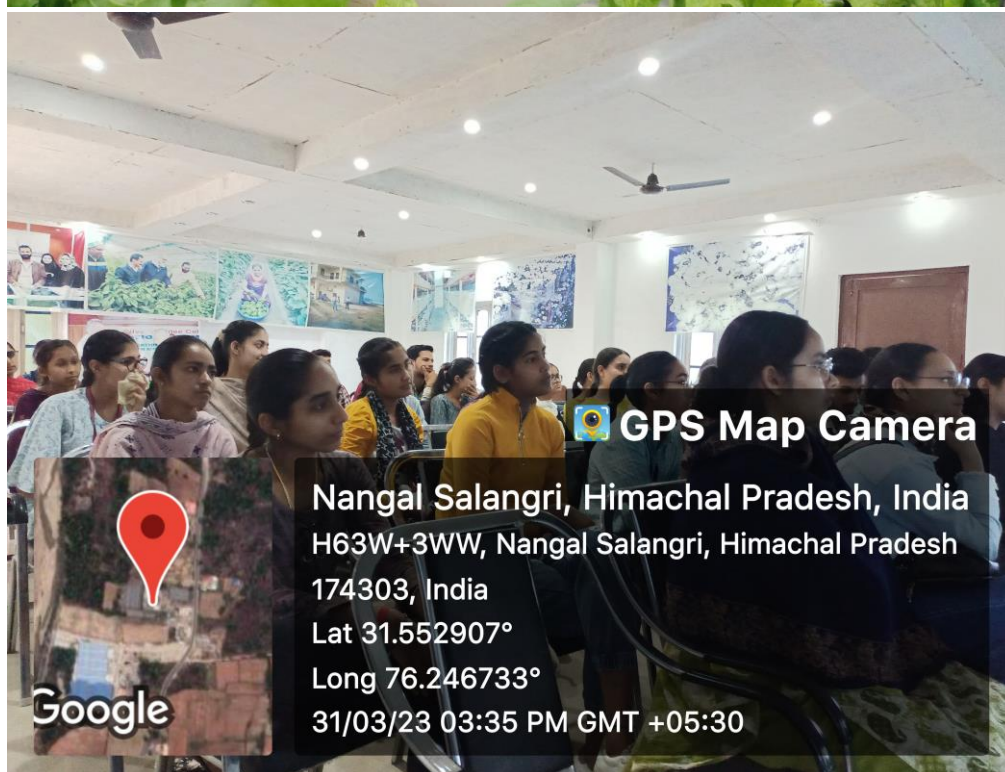 GPS Map Camera
Nangal Salangri, Himachal Pradesh, India
H63W+3WW, Nangal Salangri, Himachal Pradesh
174303, India
Lat 31.552907°
Long 76.246733°
31/03/23 03:35 PM GMT +05:30
Google